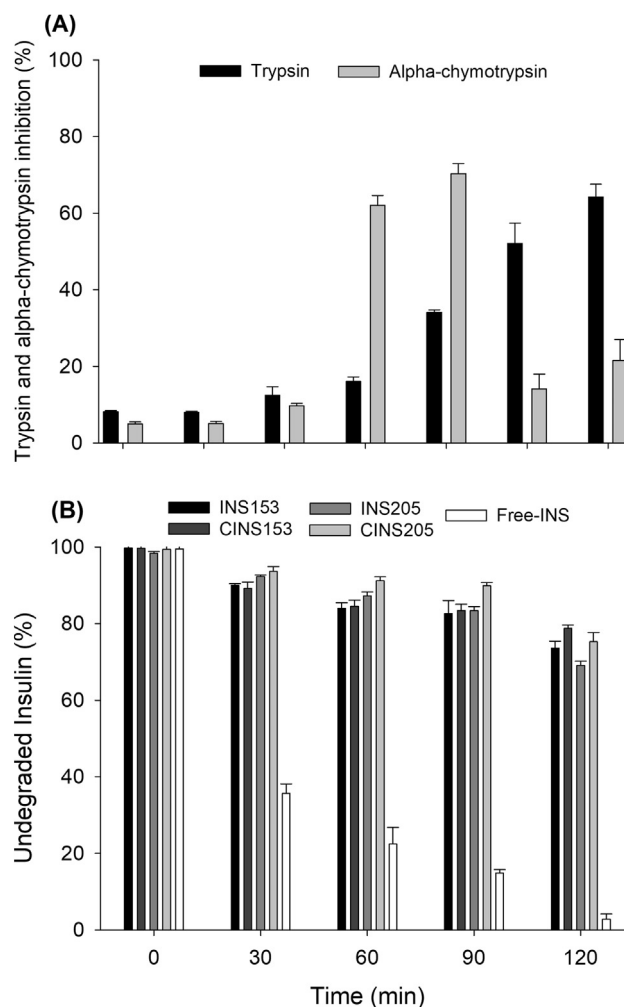 (A)
Trypsin and alpha-chymotrypsin inhibition (%)
100
80
60
40
20
0
Trypsin
Alpha-chymotrypsin
(B)
INS153
INS205
Free-INS
CINS153
CINS205
Undegraded Insulin (%)
100
80
60
40
20
0
0 30 60 90 120
Time (min)